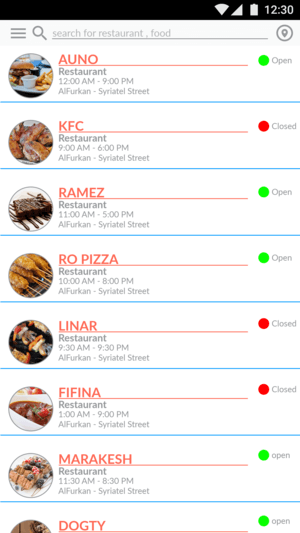 12:30
search for restaurant , food
AUNO
Open
Restaurant
12:00 AM - 9:00 PM
AlFurkan - Syriatel Street
KFC
Closed
Restaurant
9:00 AM - 6:00 PM
AlFurkan - Syriatel Street
RAMEZ
Open
Restaurant
11:00 AM - 5:00 PM
AlFurkan - Syriatel Street
RO PIZZA
Open
Restaurant
10:00 AM - 8:00 PM
AlFurkan - Syriatel Street
LINAR
Closed
Restaurant
9:30 AM - 9:30 PM
AlFurkan - Syriatel Street
FIFINA
Closed
Restaurant
1:00 AM - 9:00 PM
AlFurkan - Syriatel Street
MARAKESH
open
Restaurant
11:30 AM - 8:30 PM
AlFurkan - Syriatel Street
DOGTY
open